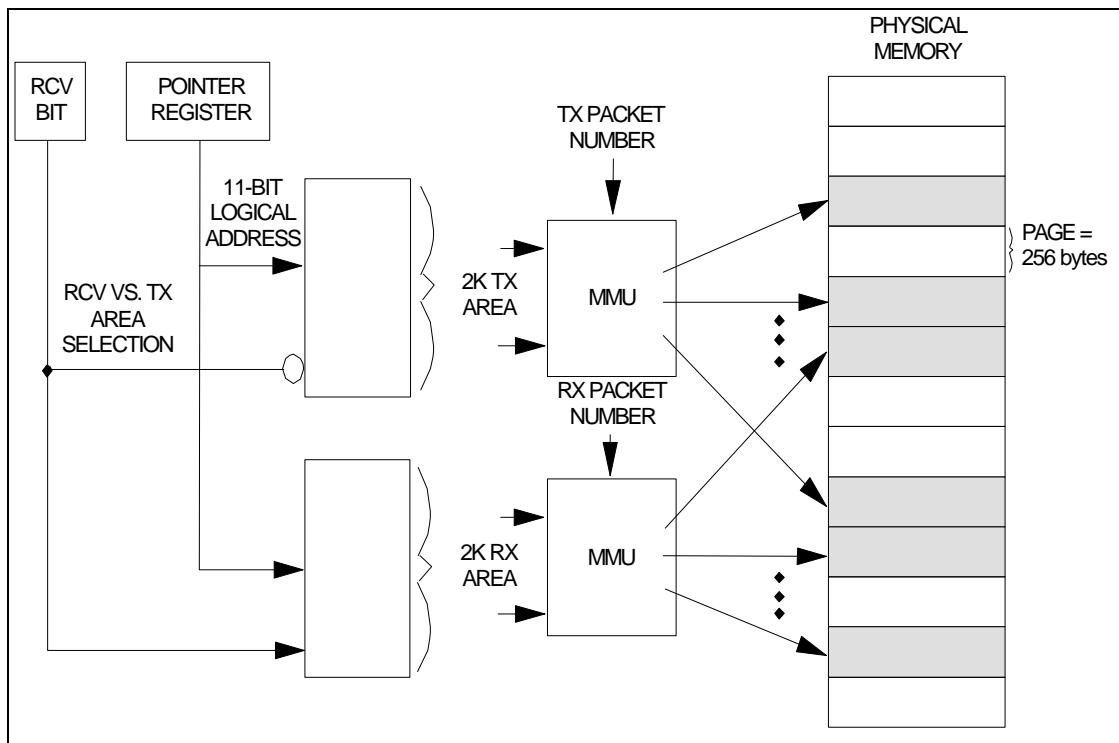 PHYSICAL
MEMORY
RCV
BIT
POINTER
REGISTER
TX PACKET
NUMBER
11-BIT
LOGICAL
ADDRESS
PAGE =
256 bytes
2K TX
AREA
MMU
RCV VS. TX
AREA
SELECTION
RX PACKET
NUMBER
2K RX
AREA
MMU